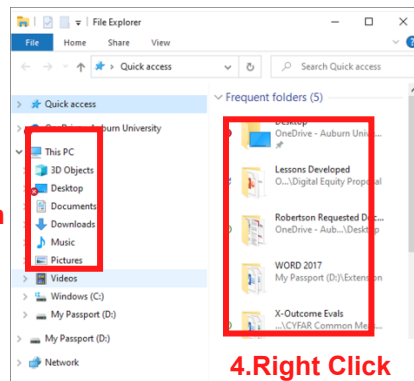 File Explorer
File Home Share View
Quick access Search Quick access
Quick access
OneDrive - Auburn University
This PC
3D Objects
Desktop
Documents
Downloads
Music
Pictures
Videos
Windows (C:)
My Passport (D:)
My Passport (D:)
Network
Frequent folders (5)
Desktop
OneDrive - Auburn Univ...
Lessons Developed
O...\Digital Equity Proposal
Robertson Requested Doc...
OneDrive - Aub...\Desktop
WORD 2017
My Passport (D:)\Extension
X-Outcome Evals
...\CYFAR Common Me...
4.Right Click